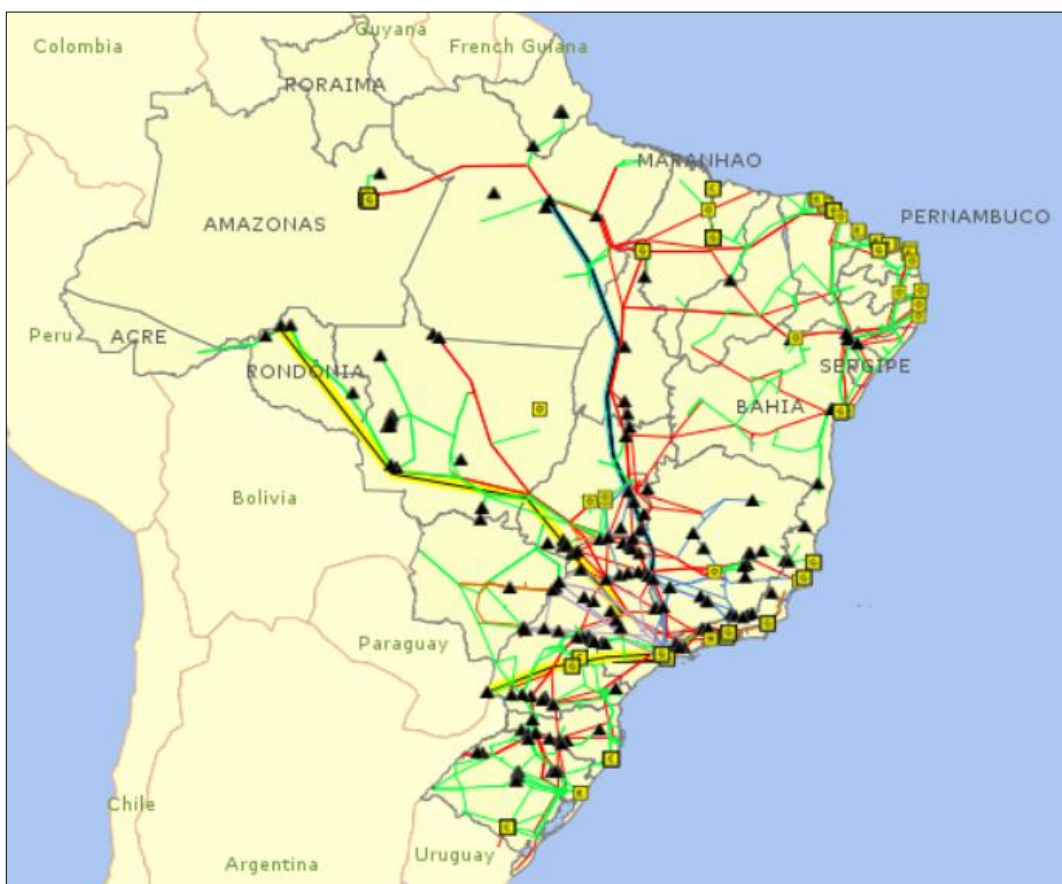 Guyana
Colombia
French Guiana
RORAIMA
MARANHAO
PERNAMBUCO
AMAZONAS
Peru
ACRE
RONDÔNIA
SERGIPE
BAHIA
Bolivia
Paraguay
Chile
Uruguay
Argentina